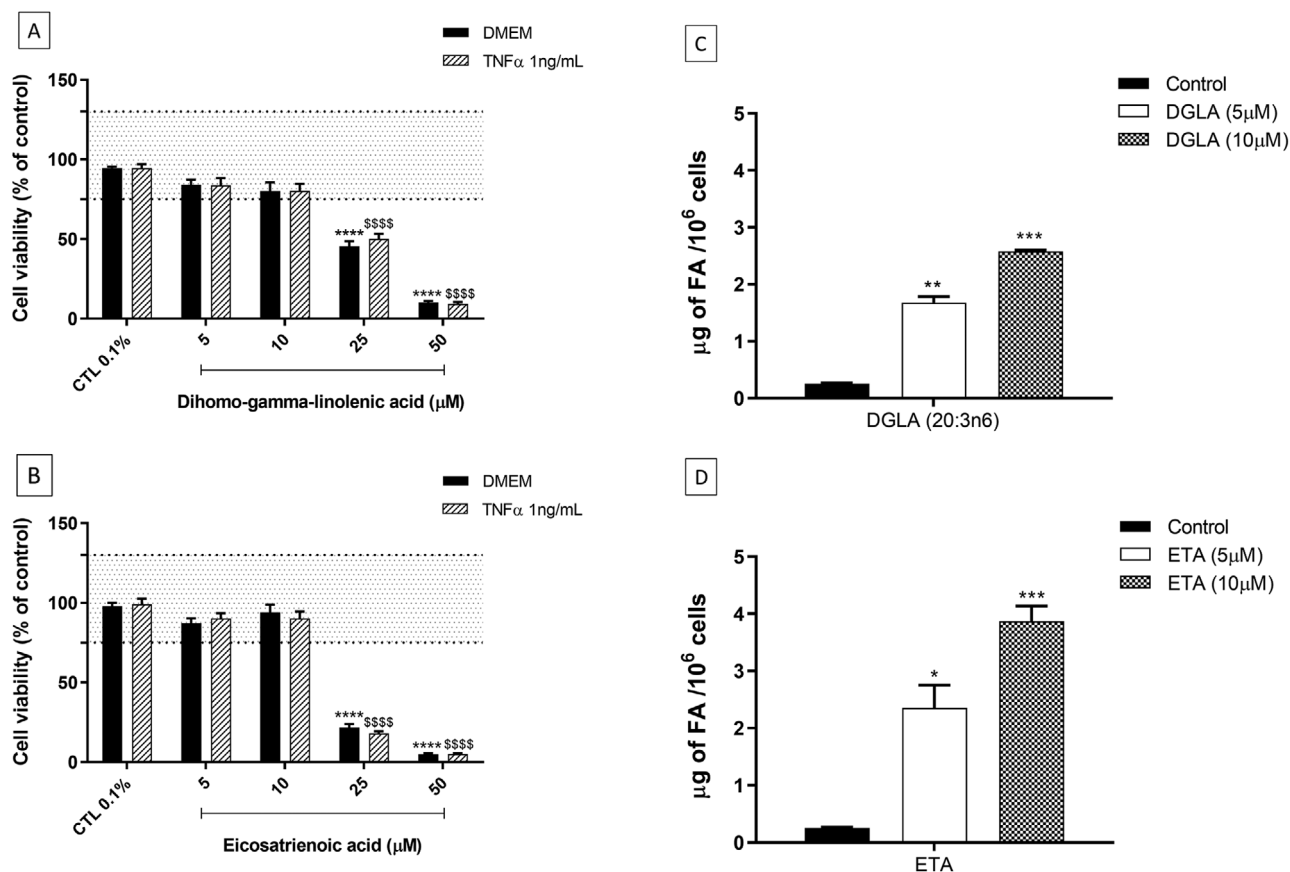 A
DMEM
TNFα 1ng/mL
Cell viability (% of control)
150
100
50
0
**** $$$$
**** $$$$
CTL 0.1%
5
10
25
50
Dihomo-gamma-linolenic acid (μM)
B
DMEM
TNFα 1ng/mL
Cell viability (% of control)
150
100
50
0
**** $$$$
**** $$$$
CTL 0.1%
5
10
25
50
Eicosatrienoic acid (μM)
C
Control
DGLA (5μM)
DGLA (10μM)
μg of FA /10⁶ cells
5
4
3
2
1
0
**
***
DGLA (20:3n6)
D
Control
ETA (5μM)
ETA (10μM)
μg of FA /10⁶ cells
5
4
3
2
1
0
*
***
ETA